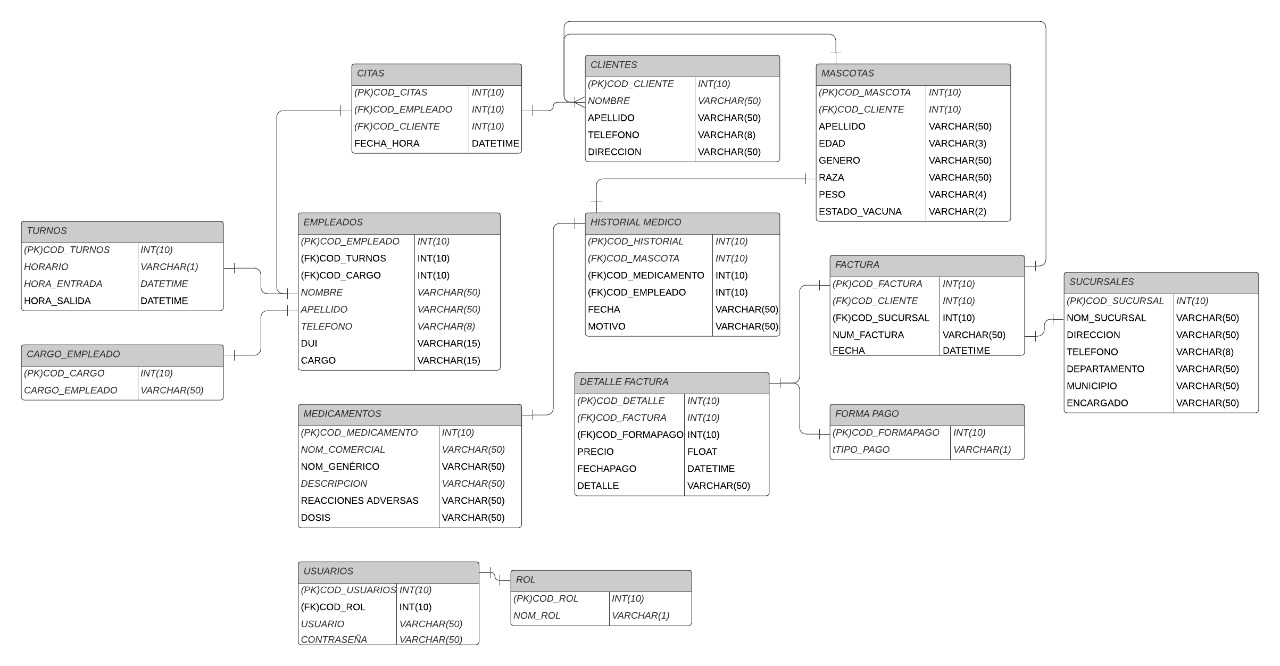 CITAS
(PK)COD_CITAS INT(10)
(FK)COD_EMPLEADO INT(10)
(FK)COD_CLIENTE INT(10)
FECHA_HORA DATETIME
CLIENTES
(PK)COD_CLIENTE INT(10)
NOMBRE VARCHAR(50)
APELLIDO VARCHAR(50)
TELEFONO VARCHAR(8)
DIRECCION VARCHAR(50)
MASCOTAS
(PK)COD_MASCOTA INT(10)
(FK)COD_CLIENTE INT(10)
APELLIDO VARCHAR(50)
EDAD VARCHAR(3)
GENERO VARCHAR(50)
RAZA VARCHAR(50)
PESO VARCHAR(4)
ESTADO_VACUNA VARCHAR(2)
TURNOS
(PK)COD_TURNOS INT(10)
HORARIO VARCHAR(1)
HORA_ENTRADA DATETIME
HORA_SALIDA DATETIME
EMPLEADOS
(PK)COD_EMPLEADO INT(10)
(FK)COD_TURNOS INT(10)
(FK)COD_CARGO INT(10)
NOMBRE VARCHAR(50)
APELLIDO VARCHAR(50)
TELEFONO VARCHAR(8)
DUI VARCHAR(15)
CARGO VARCHAR(15)
HISTORIAL MEDICO
(PK)COD_HISTORIAL INT(10)
(FK)COD_MASCOTA INT(10)
(FK)COD_MEDICAMENTO INT(10)
(FK)COD_EMPLEADO INT(10)
FECHA VARCHAR(50)
MOTIVO VARCHAR(50)
FACTURA
(PK)COD_FACTURA INT(10)
(FK)COD_CLIENTE INT(10)
(FK)COD_SUCURSAL INT(10)
NUM_FACTURA VARCHAR(50)
FECHA DATETIME
SUCURSALES
(PK)COD_SUCURSAL INT(10)
NOM_SUCURSAL VARCHAR(50)
DIRECCION VARCHAR(50)
TELEFONO VARCHAR(8)
DEPARTAMENTO VARCHAR(50)
MUNICIPIO VARCHAR(50)
ENCARGADO VARCHAR(50)
CARGO_EMPLEADO
(PK)COD_CARGO INT(10)
CARGO_EMPLEADO VARCHAR(50)
MEDICAMENTOS
(PK)COD_MEDICAMENTO INT(10)
NOM_COMERCIAL VARCHAR(50)
NOM_GENÉRICO VARCHAR(50)
DESCRIPCION VARCHAR(50)
REACCIONES ADVERSAS VARCHAR(50)
DOSIS VARCHAR(50)
DETALLE FACTURA
(PK)COD_DETALLE INT(10)
(FK)COD_FACTURA INT(10)
(FK)COD_FORMAPAGO INT(10)
PRECIO FLOAT
FECHAPAGO DATETIME
DETALLE VARCHAR(50)
FORMA PAGO
(PK)COD_FORMAPAGO INT(10)
tTIPO_PAGO VARCHAR(1)
USUARIOS
(PK)COD_USUARIOS INT(10)
(FK)COD_ROL INT(10)
USUARIO VARCHAR(50)
CONTRASEÑA VARCHAR(50)
ROL
(PK)COD_ROL INT(10)
NOM_ROL VARCHAR(1)